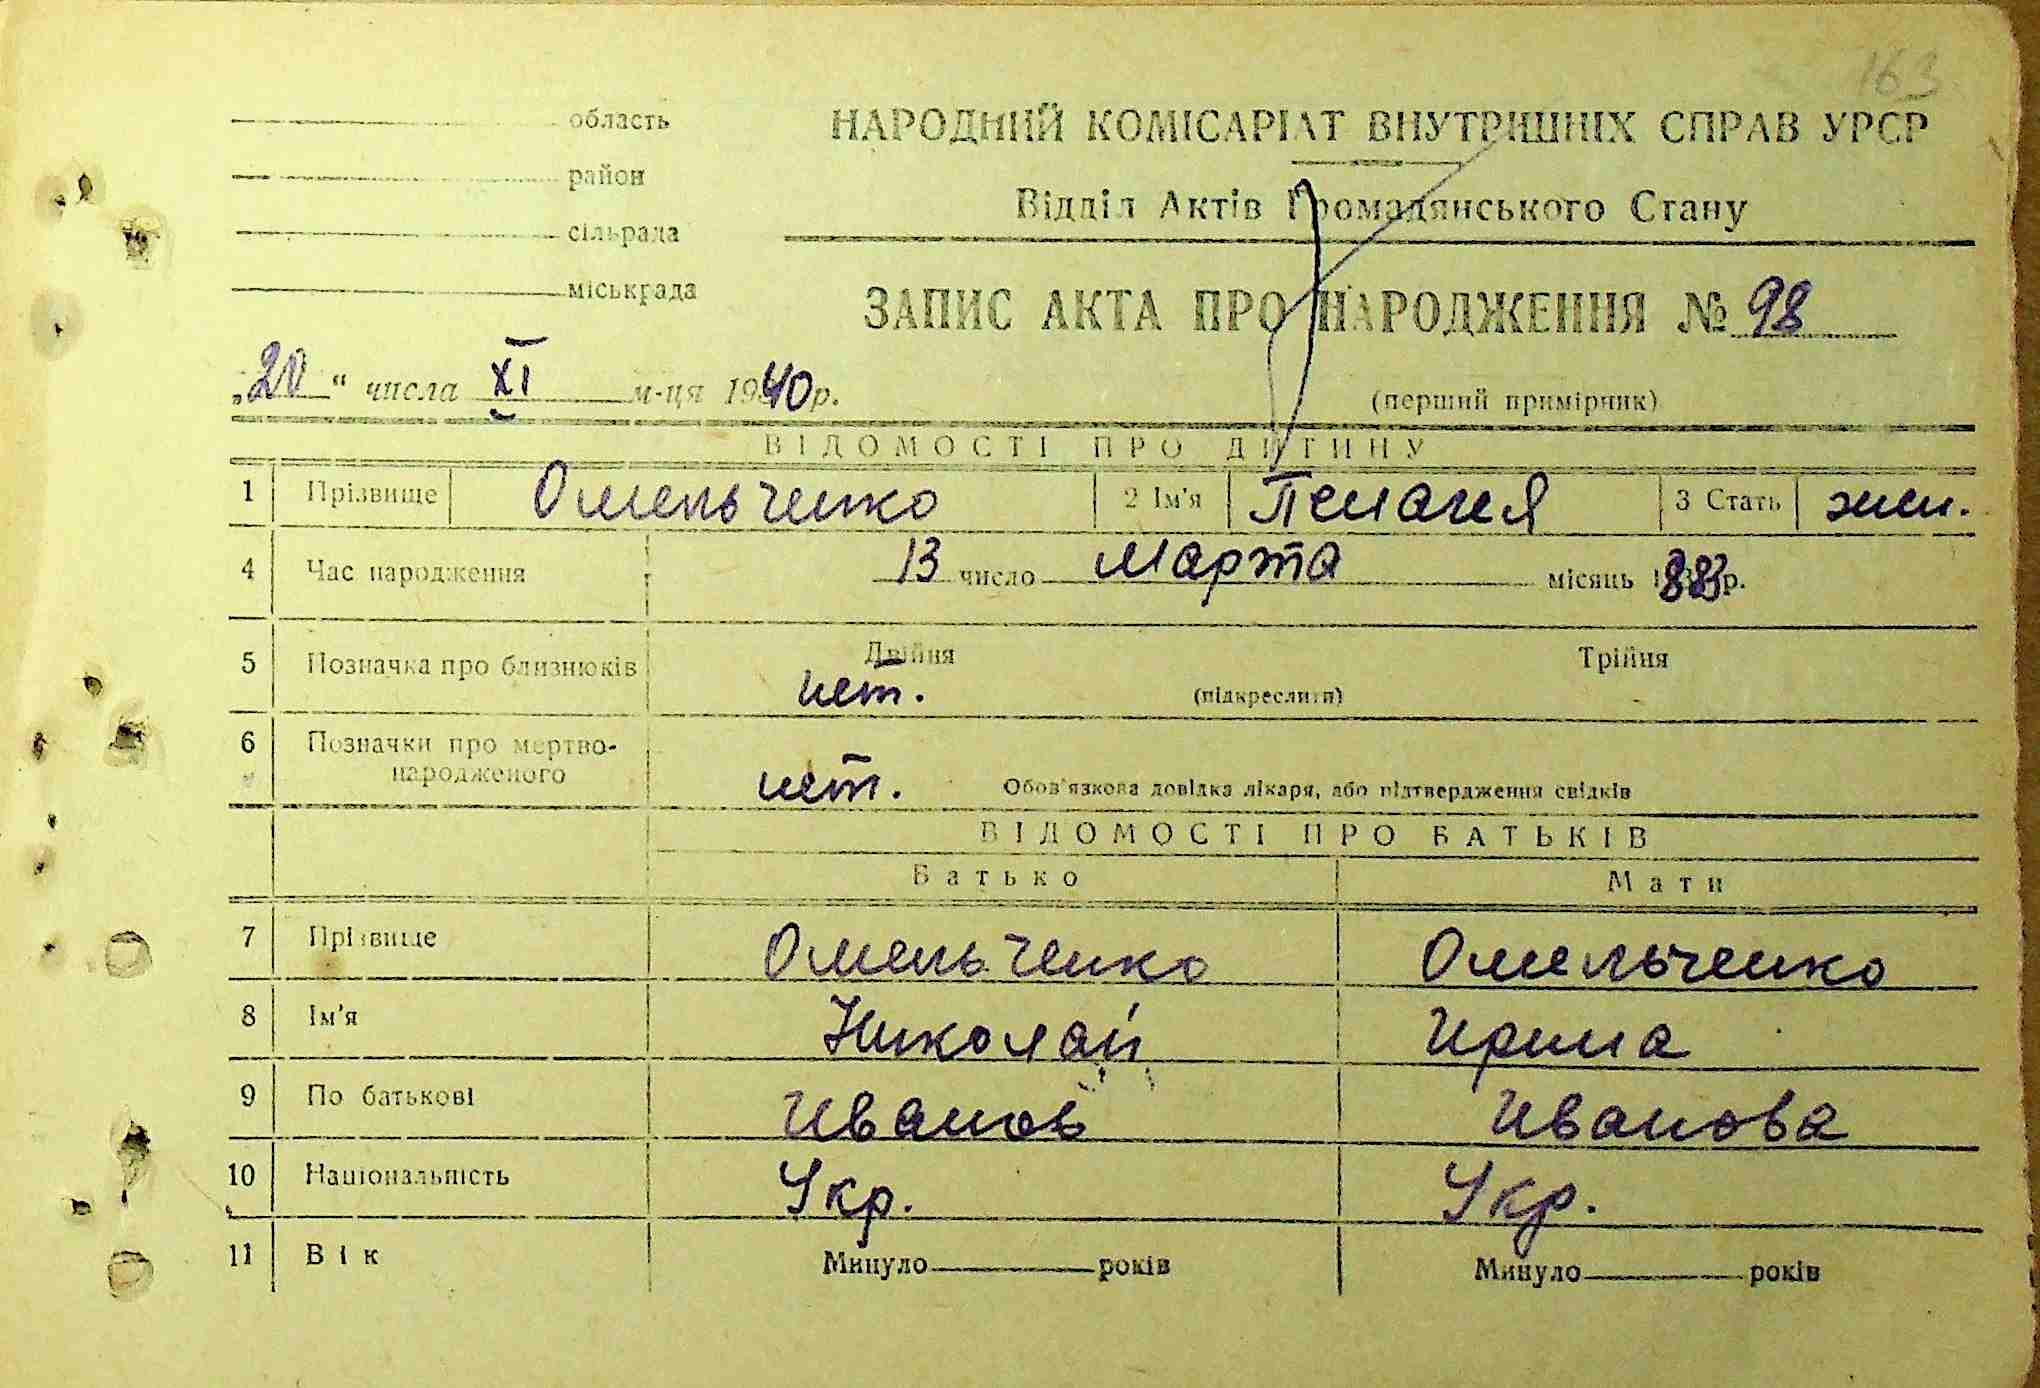 163
область
район
сільрада
міськрада
НАРОДНИЙ КОМІСАРІАТ ВНУТРІШНІХ СПРАВ УРСР
Відділ Актів Громадянського Стану
ЗАПИС АКТА ПРО НАРОДЖЕННЯ № 98
„20“ числа XI м-ця 1940 р.
(перший примірник)
ВІДОМОСТІ ПРО ДИТИНУ
1 Прізвище Омельченко 2 Ім'я Пелагея 3 Стать жен.
4 Час народження 13 число Марта місяць 1883 р.
5 Позначка про близнюків Двійня Трійня
нет. (підкреслити)
6 Позначки про мертво-
народженого нет. Обов'язкова довідка лікаря, або підтвердження свідків
ВІДОМОСТІ ПРО БАТЬКІВ
Батько Мати
7 Прізвище Омельченко Омельченко
8 Ім'я Николай Ирина
9 По батькові Иванов Иванова
10 Національність Укр. Укр.
11 Вік Минуло років Минуло років